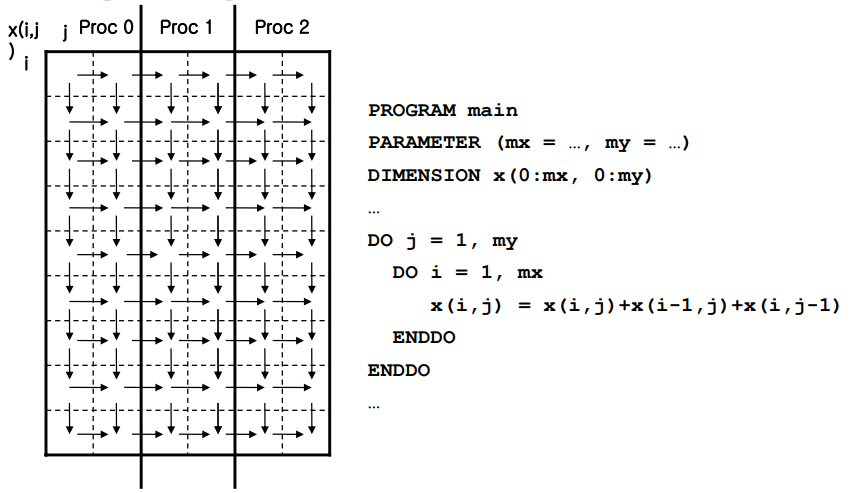 x(i,j
) i
j Proc 0 Proc 1 Proc 2
PROGRAM main
PARAMETER (mx = …, my = …)
DIMENSION x(0:mx, 0:my)
…
DO j = 1, my
DO i = 1, mx
x(i,j) = x(i,j)+x(i-1,j)+x(i,j-1)
ENDDO
ENDDO
…